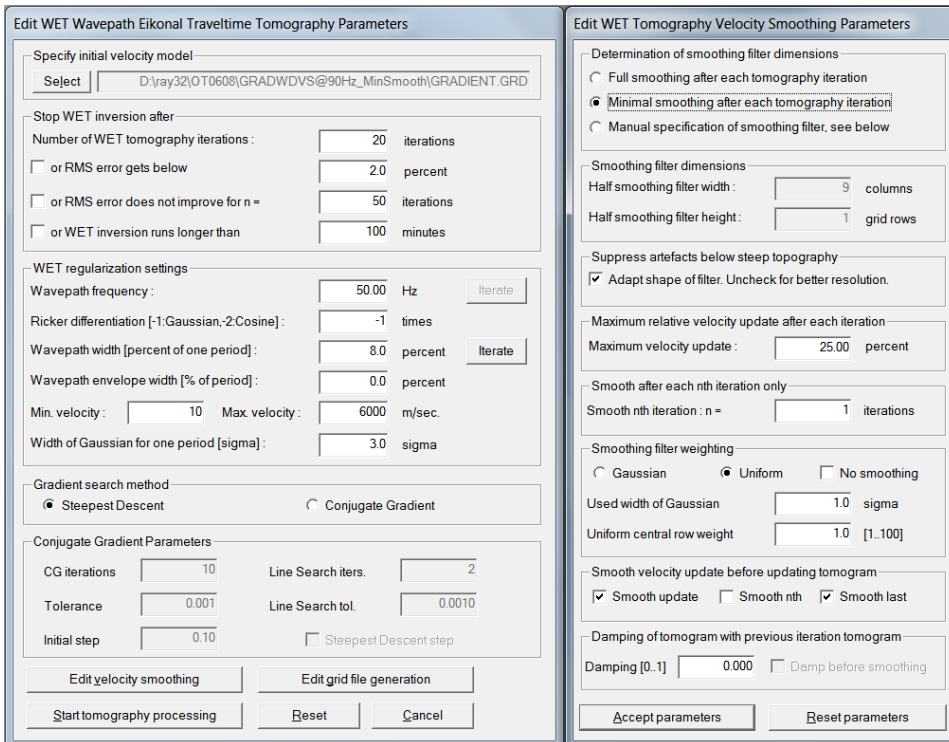 Edit WET Wavepath Eikonal Traveltime Tomography Parameters
Specify initial velocity model
Select D:\ray32\OT0608\GRADWDVS@90Hz_MinSmooth\GRADIENT.GRD
Stop WET inversion after
Number of WET tomography iterations : 20 iterations
or RMS error gets below 2.0 percent
or RMS error does not improve for n = 50 iterations
or WET inversion runs longer than 100 minutes
WET regularization settings
Wavepath frequency : 50.00 Hz Iterate
Ricker differentiation [-1:Gaussian,-2:Cosine] : -1 times
Wavepath width [percent of one period] : 8.0 percent Iterate
Wavepath envelope width [% of period] : 0.0 percent
Min. velocity : 10 Max. velocity : 6000 m/sec.
Width of Gaussian for one period [sigma] : 3.0 sigma
Gradient search method
Steepest Descent Conjugate Gradient
Conjugate Gradient Parameters
CG iterations 10 Line Search iters. 2
Tolerance 0.001 Line Search tol. 0.0010
Initial step 0.10 Steepest Descent step
Edit velocity smoothing Edit grid file generation
Start tomography processing Reset Cancel
Edit WET Tomography Velocity Smoothing Parameters
Determination of smoothing filter dimensions
Full smoothing after each tomography iteration
Minimal smoothing after each tomography iteration
Manual specification of smoothing filter, see below
Smoothing filter dimensions
Half smoothing filter width : 9 columns
Half smoothing filter height : 1 grid rows
Suppress artefacts below steep topography
Adapt shape of filter. Uncheck for better resolution.
Maximum relative velocity update after each iteration
Maximum velocity update : 25.00 percent
Smooth after each nth iteration only
Smooth nth iteration : n = 1 iterations
Smoothing filter weighting
Gaussian Uniform No smoothing
Used width of Gaussian 1.0 sigma
Uniform central row weight 1.0 [1..100]
Smooth velocity update before updating tomogram
Smooth update Smooth nth Smooth last
Damping of tomogram with previous iteration tomogram
Damping [0..1] 0.000 Damp before smoothing
Accept parameters Reset parameters